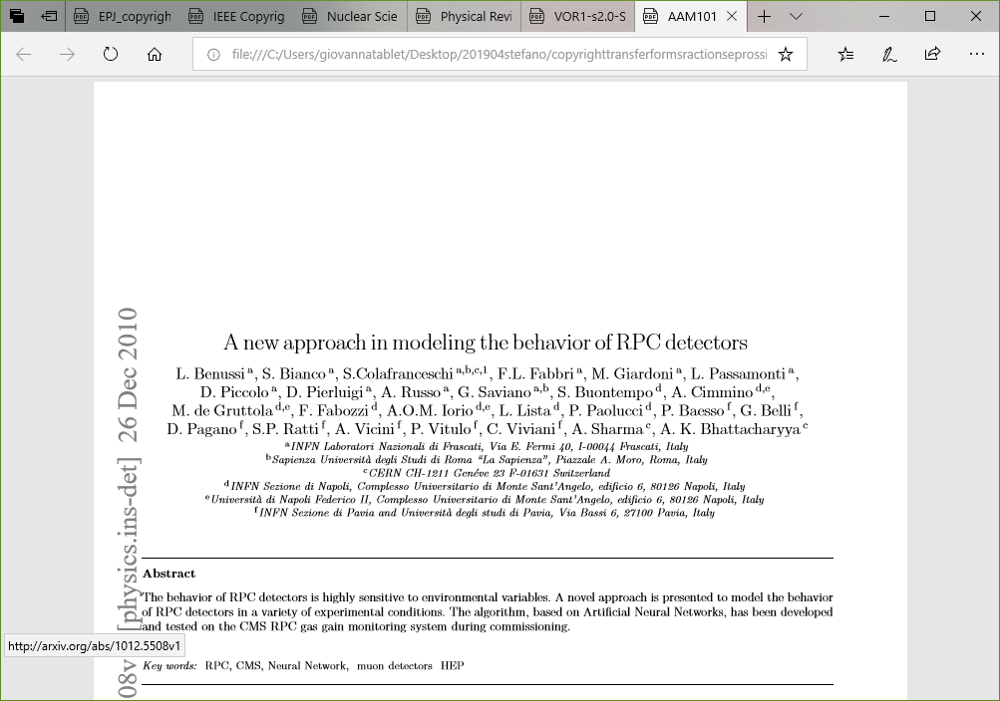 EPJ_copyrigh IEEE Copyrig Nuclear Scie Physical Revi VOR1-s2.0-S AAM101
file:///C:/Users/giovannatablet/Desktop/201904stefano/copyrighttransferformsractionseprossi
A new approach in modeling the behavior of RPC detectors
L. Benussi a, S. Bianco a, S.Colafranceschi a,b,c,1, F.L. Fabbri a, M. Giardoni a, L. Passamonti a,
D. Piccolo a, D. Pierluigi a, A. Russo a, G. Saviano a,b, S. Buontempo d, A. Cimmino d,e,
M. de Gruttola d,e, F. Fabozzi d, A.O.M. Iorio d,e, L. Lista d, P. Paolucci d, P. Baesso f, G. Belli f,
D. Pagano f, S.P. Ratti f, A. Vicini f, P. Vitulo f, C. Viviani f, A. Sharma c, A. K. Bhattacharyya c
a INFN Laboratori Nazionali di Frascati, Via E. Fermi 40, I-00044 Frascati, Italy
b Sapienza Università degli Studi di Roma “La Sapienza”, Piazzale A. Moro, Roma, Italy
c CERN CH-1211 Genéve 23 F-01631 Switzerland
d INFN Sezione di Napoli, Complesso Universitario di Monte Sant’Angelo, edificio 6, 80126 Napoli, Italy
e Università di Napoli Federico II, Complesso Universitario di Monte Sant’Angelo, edificio 6, 80126 Napoli, Italy
f INFN Sezione di Pavia and Università degli studi di Pavia, Via Bassi 6, 27100 Pavia, Italy
08v [physics.ins-det] 26 Dec 2010
Abstract
The behavior of RPC detectors is highly sensitive to environmental variables. A novel approach is presented to model the behavior
of RPC detectors in a variety of experimental conditions. The algorithm, based on Artificial Neural Networks, has been developed
and tested on the CMS RPC gas gain monitoring system during commissioning.
http://arxiv.org/abs/1012.5508v1
Key words: RPC, CMS, Neural Network, muon detectors HEP